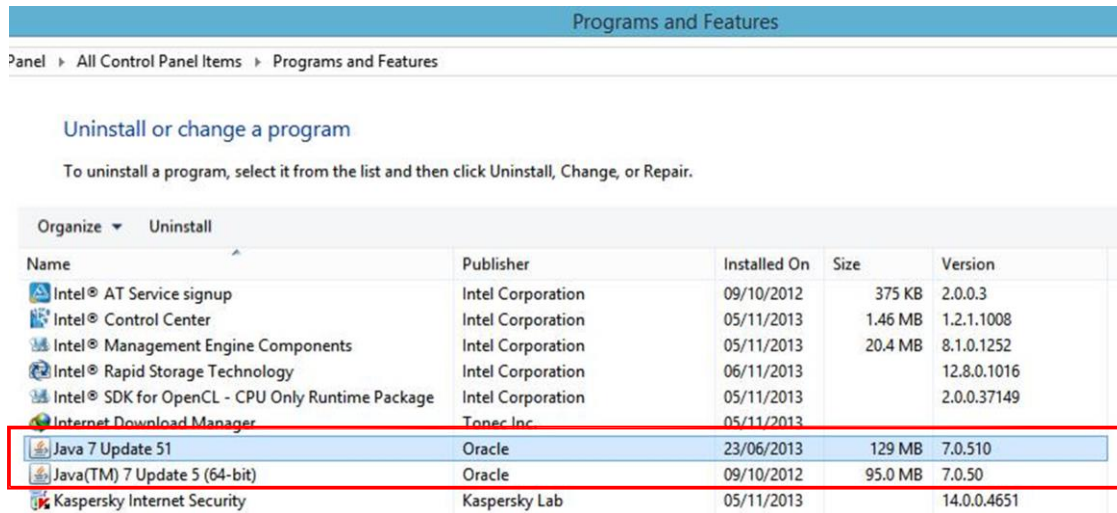 Programs and Features
Panel ▸ All Control Panel Items ▸ Programs and Features
Uninstall or change a program
To uninstall a program, select it from the list and then click Uninstall, Change, or Repair.
Organize ▾ Uninstall
Name Publisher Installed On Size Version
Intel® AT Service signup Intel Corporation 09/10/2012 375 KB 2.0.0.3
Intel® Control Center Intel Corporation 05/11/2013 1.46 MB 1.2.1.1008
Intel® Management Engine Components Intel Corporation 05/11/2013 20.4 MB 8.1.0.1252
Intel® Rapid Storage Technology Intel Corporation 06/11/2013 12.8.0.1016
Intel® SDK for OpenCL - CPU Only Runtime Package Intel Corporation 05/11/2013 2.0.0.37149
Internet Download Manager Tonec Inc. 05/11/2013
Java 7 Update 51 Oracle 23/06/2013 129 MB 7.0.510
Java(TM) 7 Update 5 (64-bit) Oracle 09/10/2012 95.0 MB 7.0.50
Kaspersky Internet Security Kaspersky Lab 05/11/2013 14.0.0.4651